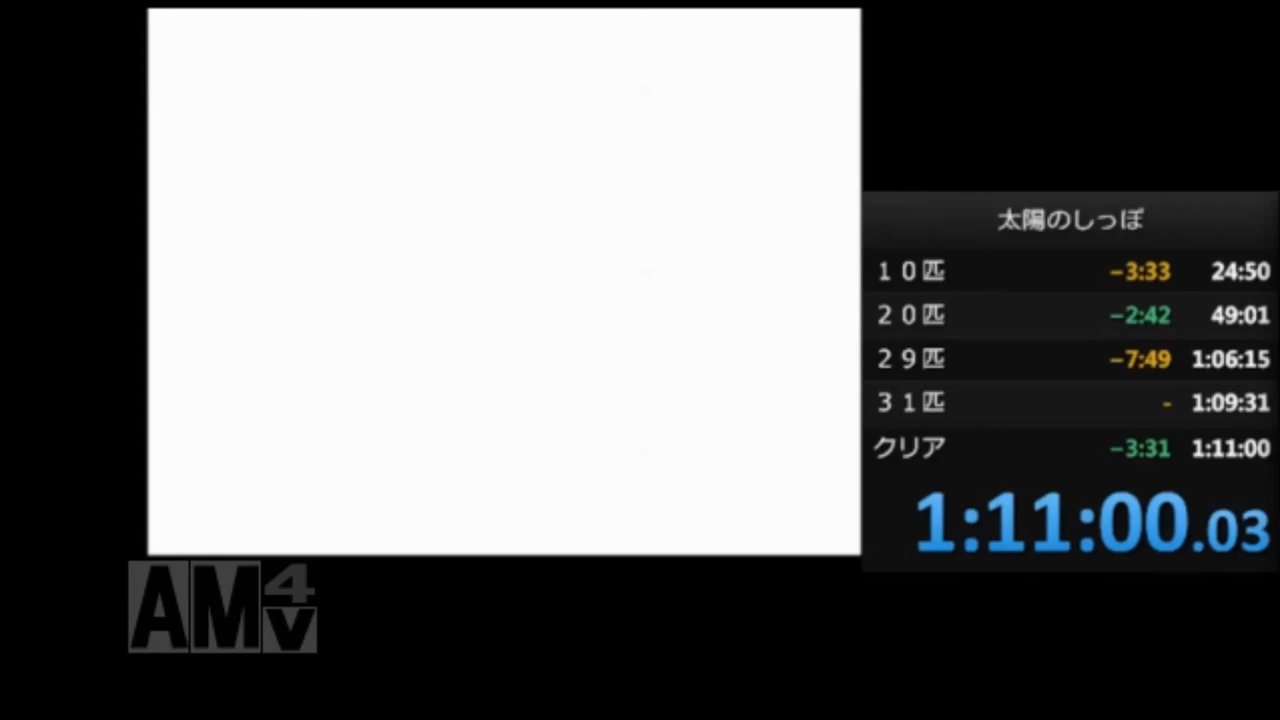 太陽のしっぽ
10匹 −3:33 24:50
20匹 −2:42 49:01
29匹 −7:49 1:06:15
31匹 - 1:09:31
クリア −3:31 1:11:00
1:11:00.03
AM4v